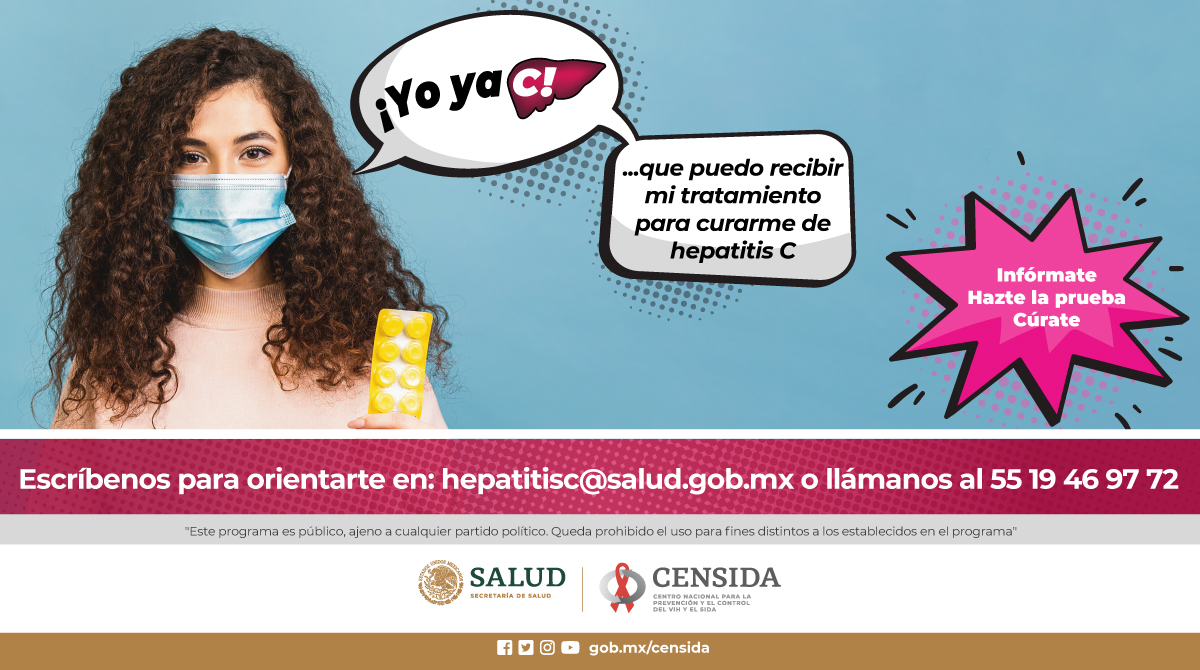 ¡Yo ya C!
...que puedo recibir
mi tratamiento
para curarme de
hepatitis C
Infórmate
Hazte la prueba
Cúrate
Escríbenos para orientarte en: hepatitisc@salud.gob.mx o llámanos al 55 19 46 97 72
"Este programa es público, ajeno a cualquier partido político. Queda prohibido el uso para fines distintos a los establecidos en el programa"
ESTADOS UNIDOS MEXICANOS
SALUD
SECRETARÍA DE SALUD
CENSIDA
CENTRO NACIONAL PARA LA
PREVENCIÓN Y EL CONTROL
DEL VIH Y EL SIDA
gob.mx/censida